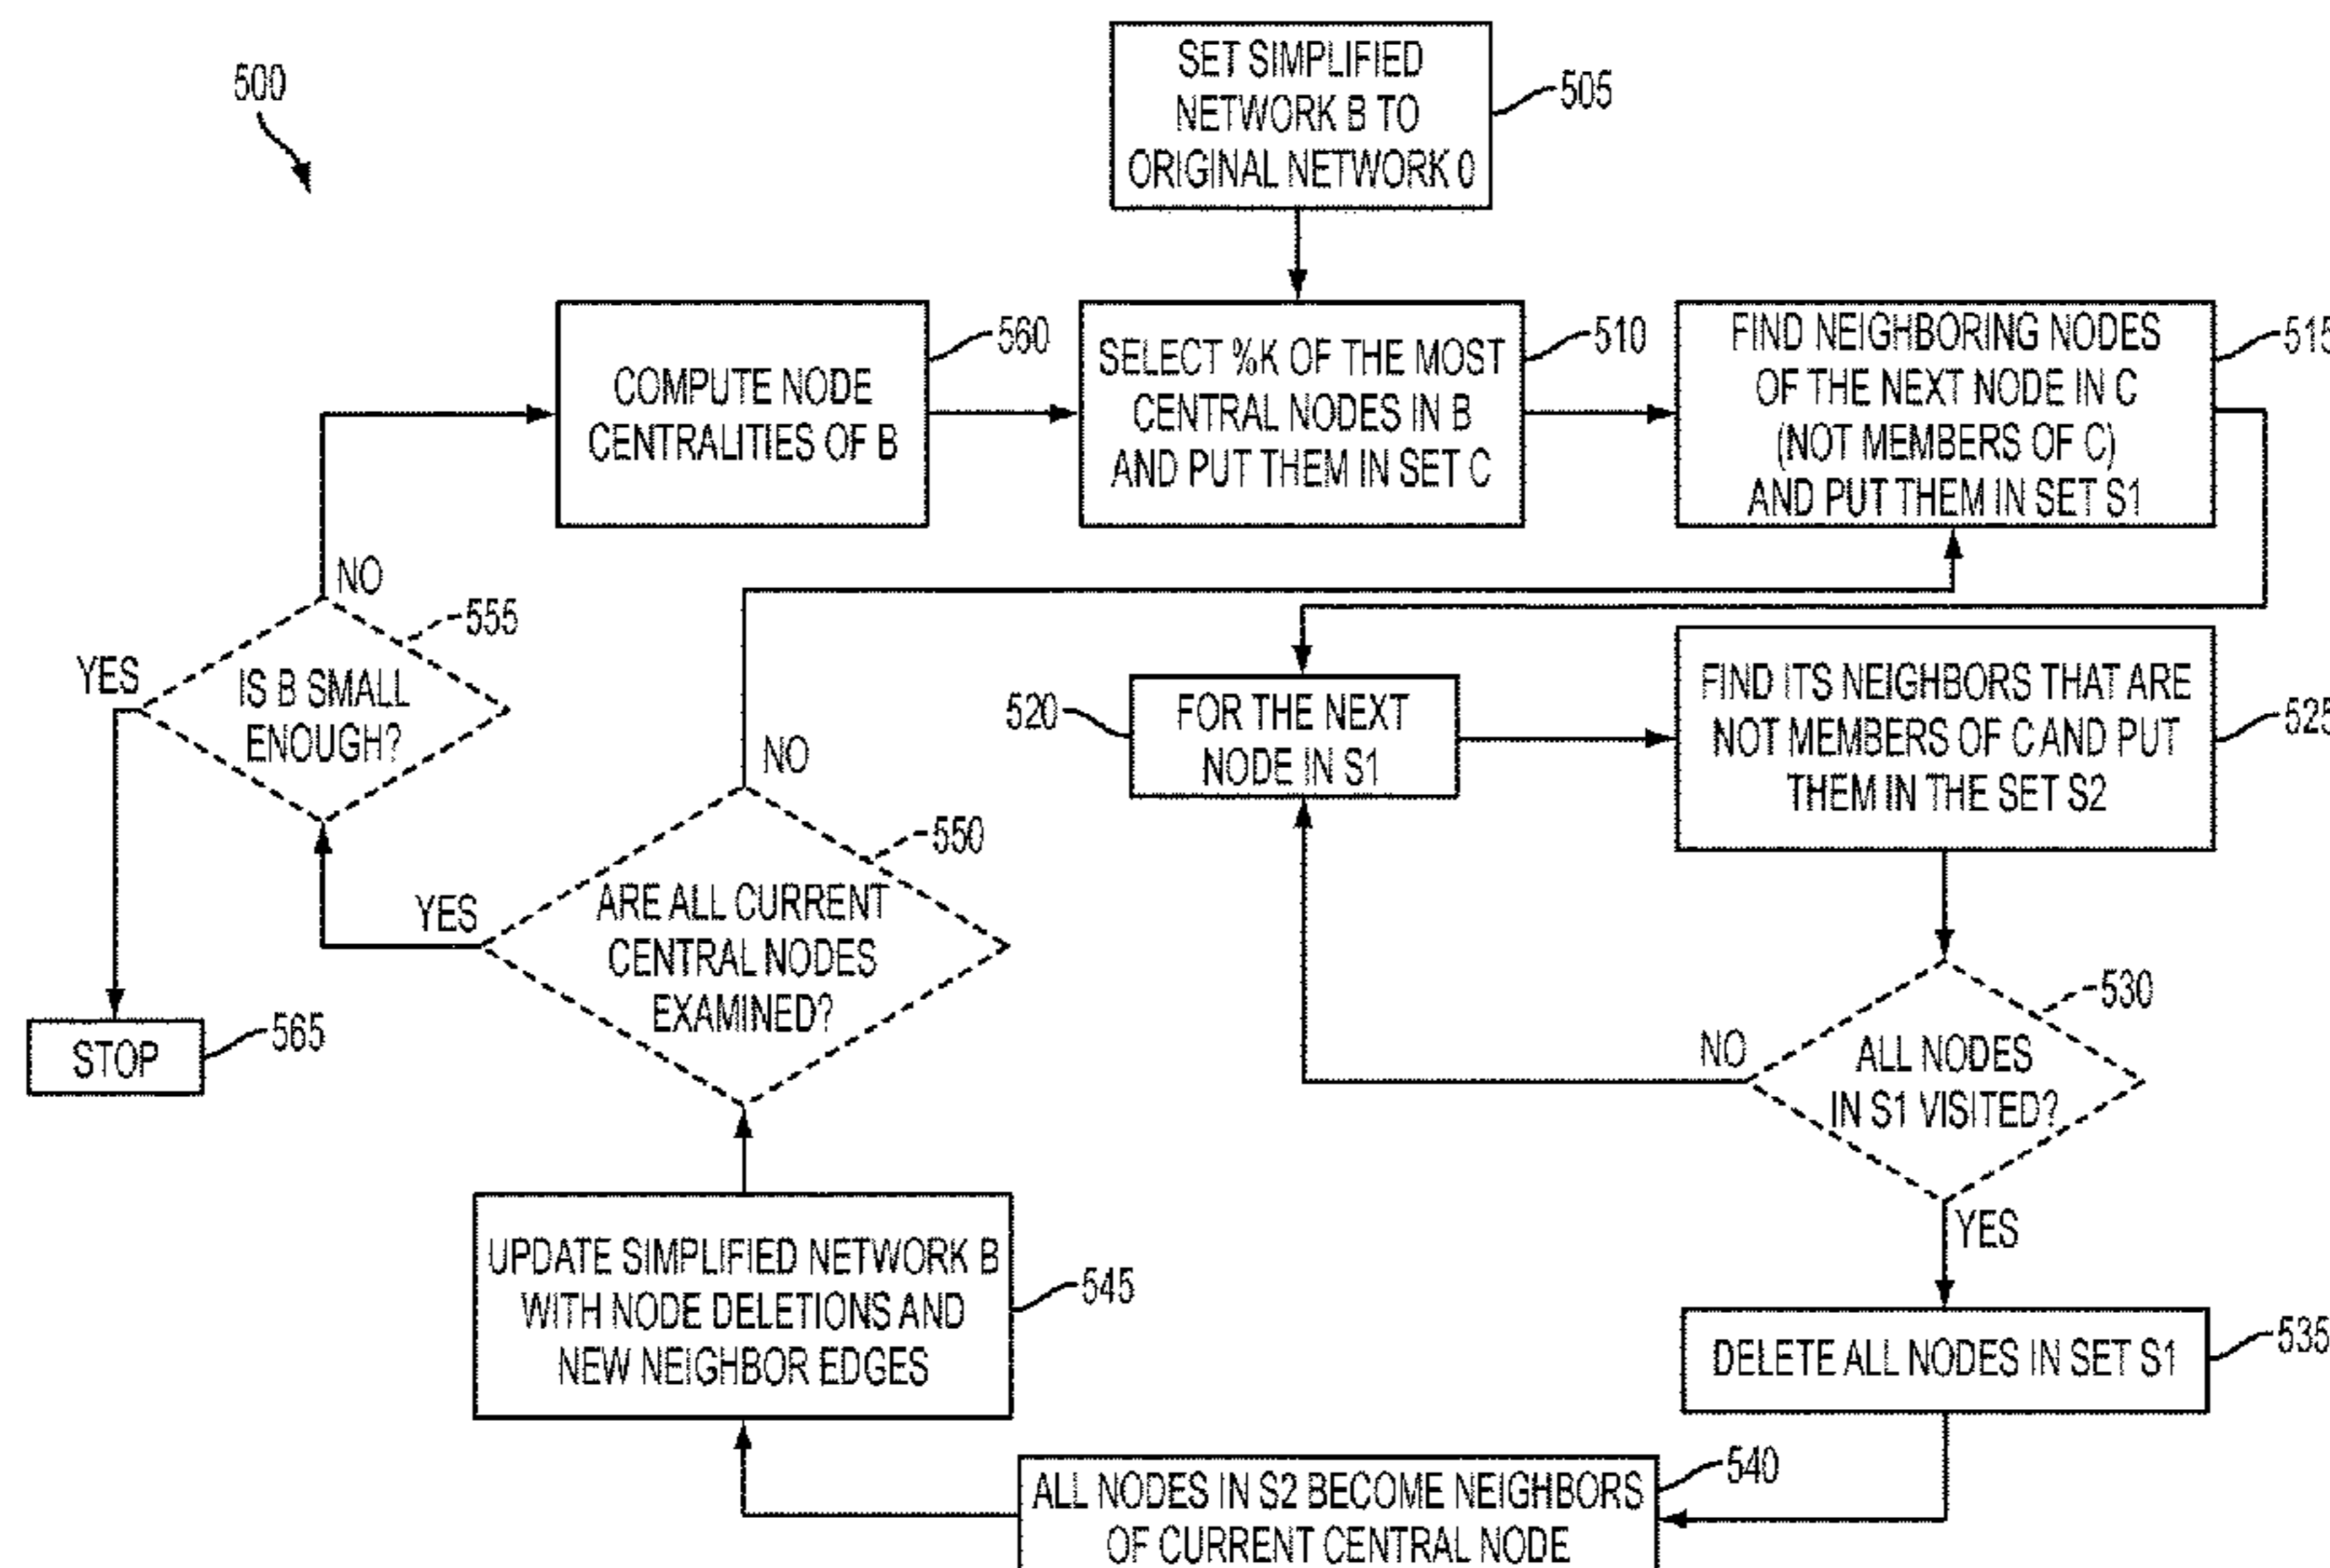 500
SET SIMPLIFIED
NETWORK B TO
ORIGINAL NETWORK 0
505
COMPUTE NODE
CENTRALITIES OF B
560
SELECT %K OF THE MOST
CENTRAL NODES IN B
AND PUT THEM IN SET C
510
FIND NEIGHBORING NODES
OF THE NEXT NODE IN C
(NOT MEMBERS OF C)
AND PUT THEM IN SET S1
515
NO
555
YES
IS B SMALL
ENOUGH?
520
FOR THE NEXT
NODE IN S1
FIND ITS NEIGHBORS THAT ARE
NOT MEMBERS OF C AND PUT
THEM IN THE SET S2
525
NO
550
YES
ARE ALL CURRENT
CENTRAL NODES
EXAMINED?
STOP
565
530
NO
ALL NODES
IN S1 VISITED?
YES
UPDATE SIMPLIFIED NETWORK B
WITH NODE DELETIONS AND
NEW NEIGHBOR EDGES
545
DELETE ALL NODES IN SET S1
535
ALL NODES IN S2 BECOME NEIGHBORS
OF CURRENT CENTRAL NODE
540